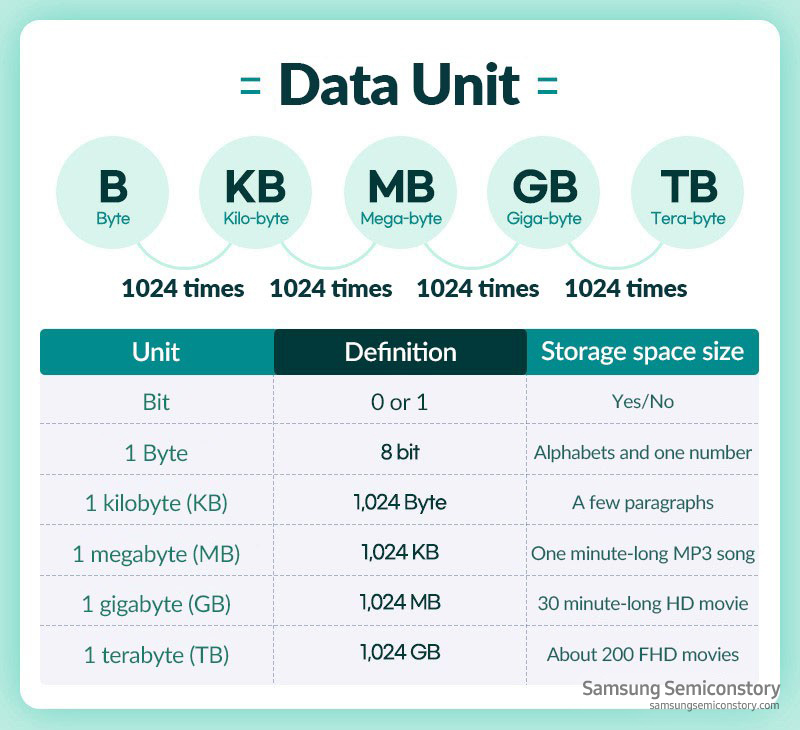 = Data Unit =
B KB MB GB TB
Byte Kilo-byte Mega-byte Giga-byte Tera-byte
1024 times 1024 times 1024 times 1024 times
Unit Definition Storage space size
Bit 0 or 1 Yes/No
1 Byte 8 bit Alphabets and one number
1 kilobyte (KB) 1,024 Byte A few paragraphs
1 megabyte (MB) 1,024 KB One minute-long MP3 song
1 gigabyte (GB) 1,024 MB 30 minute-long HD movie
1 terabyte (TB) 1,024 GB About 200 FHD movies
Samsung Semiconstory
samsungsemiconstory.com